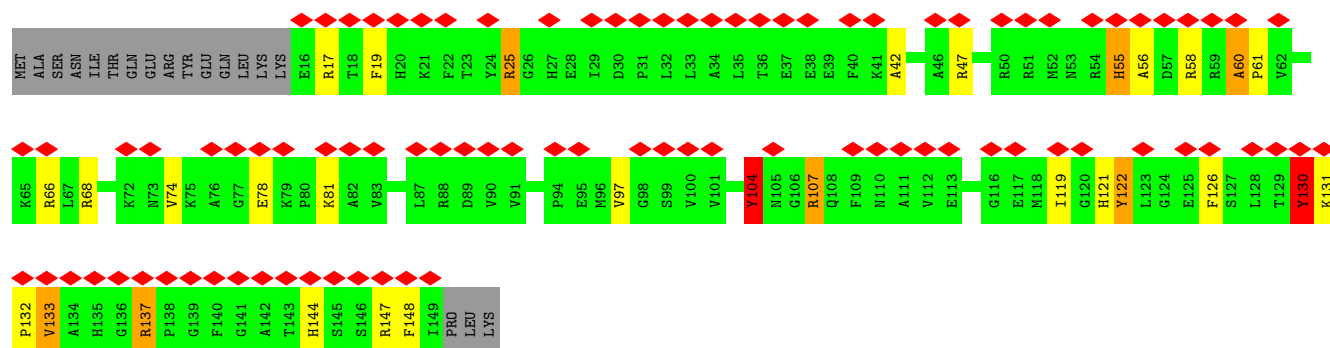 MET ALA SER ASN ILE THR GLN GLU ARG TYR GLU GLN LEU LYS LYS E16 R17 T18 F19 H20 K21 F22 T23 Y24 R25 G26 H27 E28 I29 D30 P31 L32 L33 A34 L35 T36 E37 E38 E39 F40 K41 A42 A46 R47 R50 R51 M52 N53 R54 H55 A56 D57 R58 R59 A60 P61 V62
K65 R66 L67 R68 K72 N73 V74 K75 A76 G77 E78 K79 P80 K81 A82 V83 L87 R88 D89 V90 V91 P94 E95 M96 V97 G98 S99 V100 V101 Y104 N105 G106 R107 Q108 F109 N110 A111 V112 E113 G116 E117 M118 I119 G120 H121 Y122 L123 G124 E125 F126 S127 L128 T129 Y130 K131
P132 V133 A134 H135 G136 R137 P138 G139 F140 G141 A142 T143 H144 S145 S146 R147 F148 I149 PRO LEU LYS